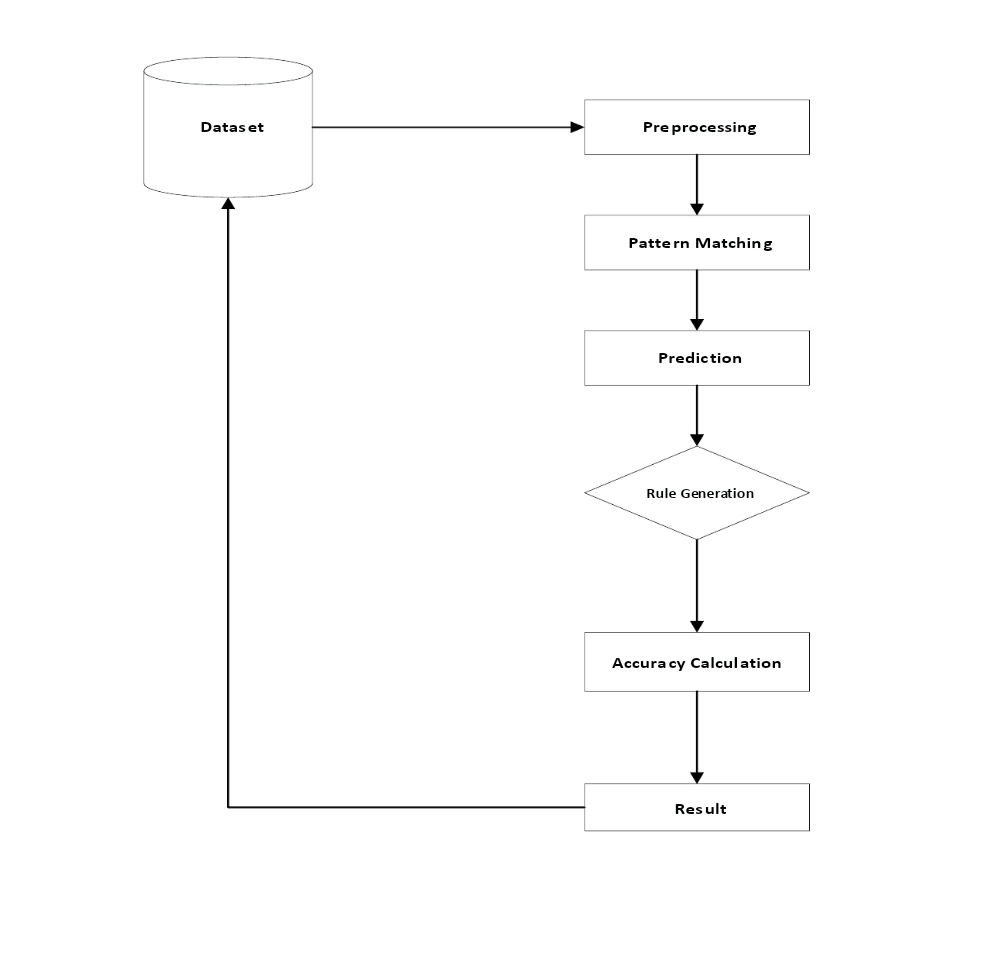 Dataset
Preprocessing
Pattern Matching
Prediction
Rule Generation
Accuracy Calculation
Result